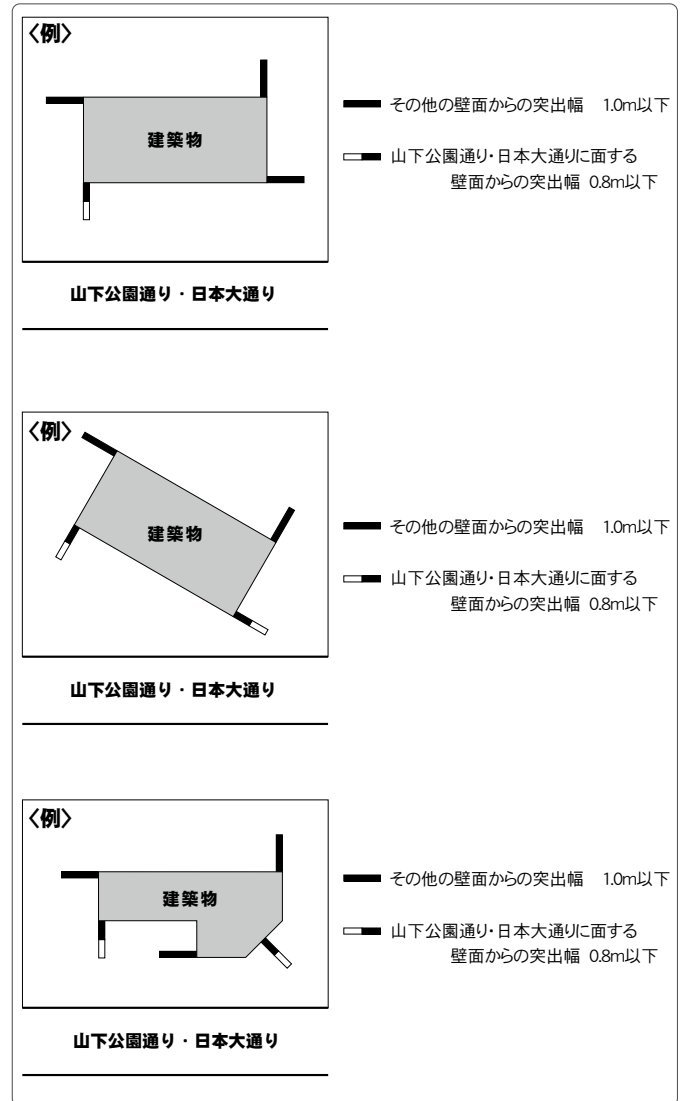 〈例〉
建築物
その他の壁面からの突出幅　1.0m以下
山下公園通り・日本大通りに面する
壁面からの突出幅 0.8m以下
山下公園通り・日本大通り
〈例〉
建築物
その他の壁面からの突出幅　1.0m以下
山下公園通り・日本大通りに面する
壁面からの突出幅 0.8m以下
山下公園通り・日本大通り
〈例〉
建築物
その他の壁面からの突出幅　1.0m以下
山下公園通り・日本大通りに面する
壁面からの突出幅 0.8m以下
山下公園通り・日本大通り